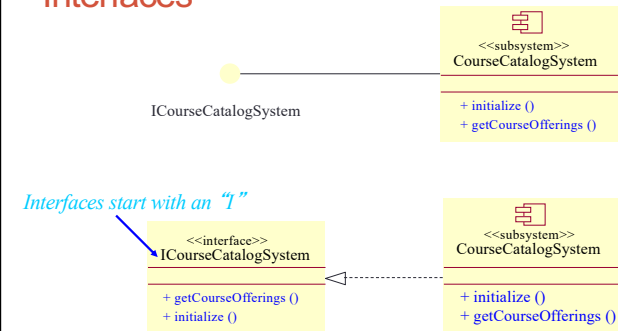 Interfaces
<<subsystem>>
CourseCatalogSystem
+ initialize ()
+ getCourseOfferings ()
ICourseCatalogSystem
Interfaces start with an “I”
<<interface>>
ICourseCatalogSystem
+ getCourseOfferings ()
+ initialize ()
<<subsystem>>
CourseCatalogSystem
+ initialize ()
+ getCourseOfferings ()